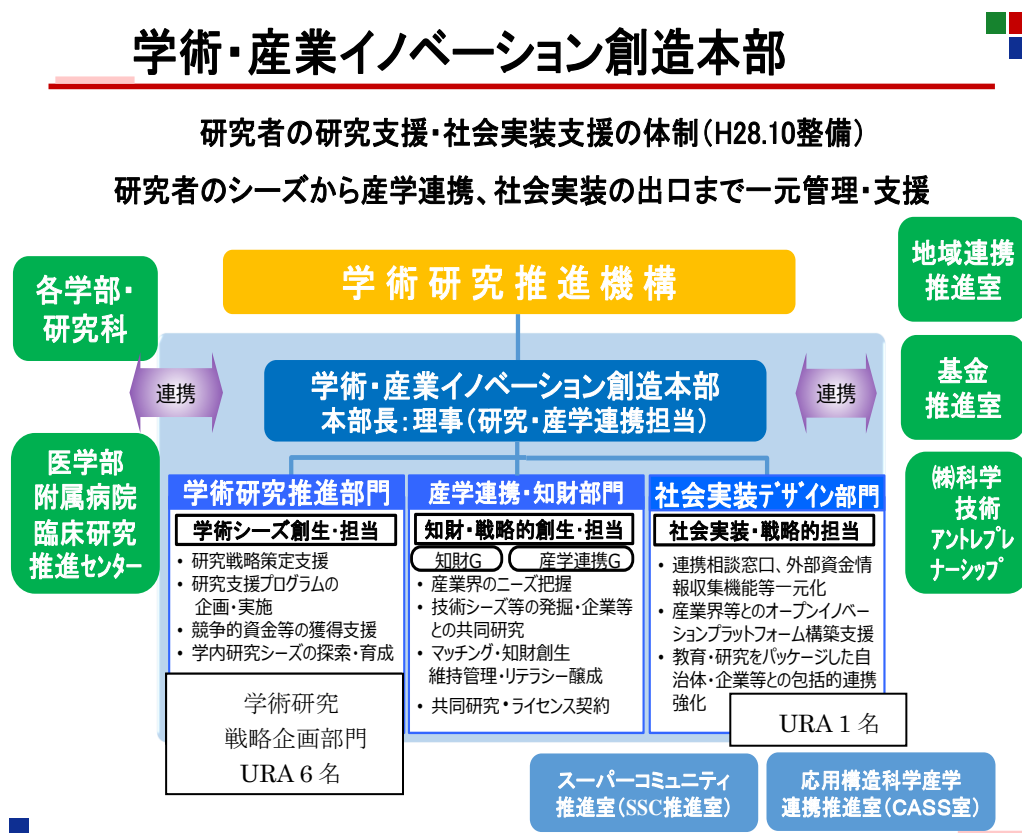 学術・産業イノベーション創造本部
研究者の研究支援・社会実装支援の体制(H28.10整備)
研究者のシーズから産学連携、社会実装の出口まで一元管理・支援
学術研究推進機構
各学部・
研究科
連携
医学部
附属病院
臨床研究
推進センター
学術・産業イノベーション創造本部
本部長:理事(研究・産学連携担当)
連携
地域連携
推進室
基金
推進室
㈱科学
技術
アントレプレ
ナーシップ
学術研究推進部門
学術シーズ創生・担当
・研究戦略策定支援
・研究支援プログラムの
企画・実施
・競争的資金等の獲得支援
・学内研究シーズの探索・育成
学術研究
戦略企画部門
URA 6 名
産学連携・知財部門
知財・戦略的創生・担当
知財G
産学連携G
・産業界のニーズ把握
・技術シーズ等の発掘・企業等
との共同研究
・マッチング・知財創生
維持管理・リテラシー醸成
・共同研究・ライセンス契約
社会実装デザイン部門
社会実装・戦略的担当
・連携相談窓口、外部資金情
報収集機能等一元化
・産業界等とのオープンイノベー
ションプラットフォーム構築支援
・教育・研究をパッケージした自
治体・企業等との包括的連携
強化
URA 1 名
スーパーコミュニティ
推進室(SSC推進室)
応用構造科学産学
連携推進室(CASS室)